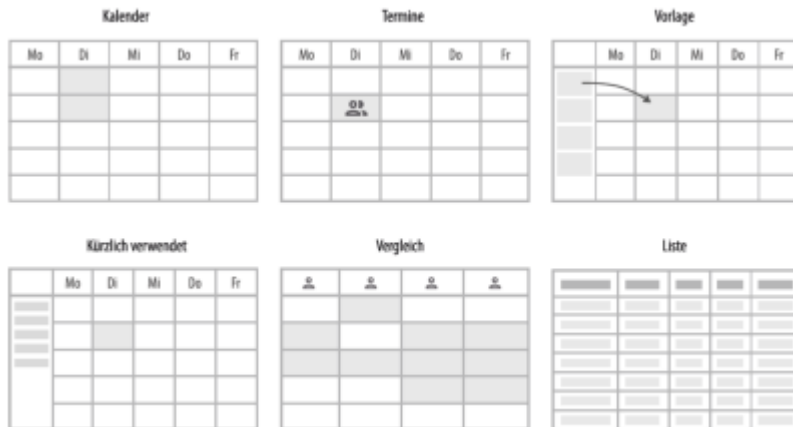 Kalender
Mo Di Mi Do Fr
Termine
Mo Di Mi Do Fr
Vorlage
Mo Di Mi Do Fr
Kürzlich verwendet
Mo Di Mi Do Fr
Vergleich
Liste